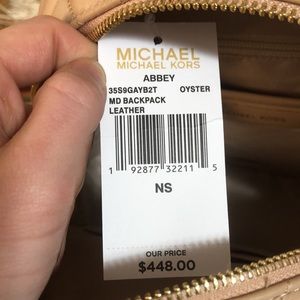 MICHAEL
MICHAEL KORS
ABBEY
35S9GAYB2T OYSTER
MD BACKPACK
LEATHER
1 92877 32211 5
NS
OUR PRICE
$448.00